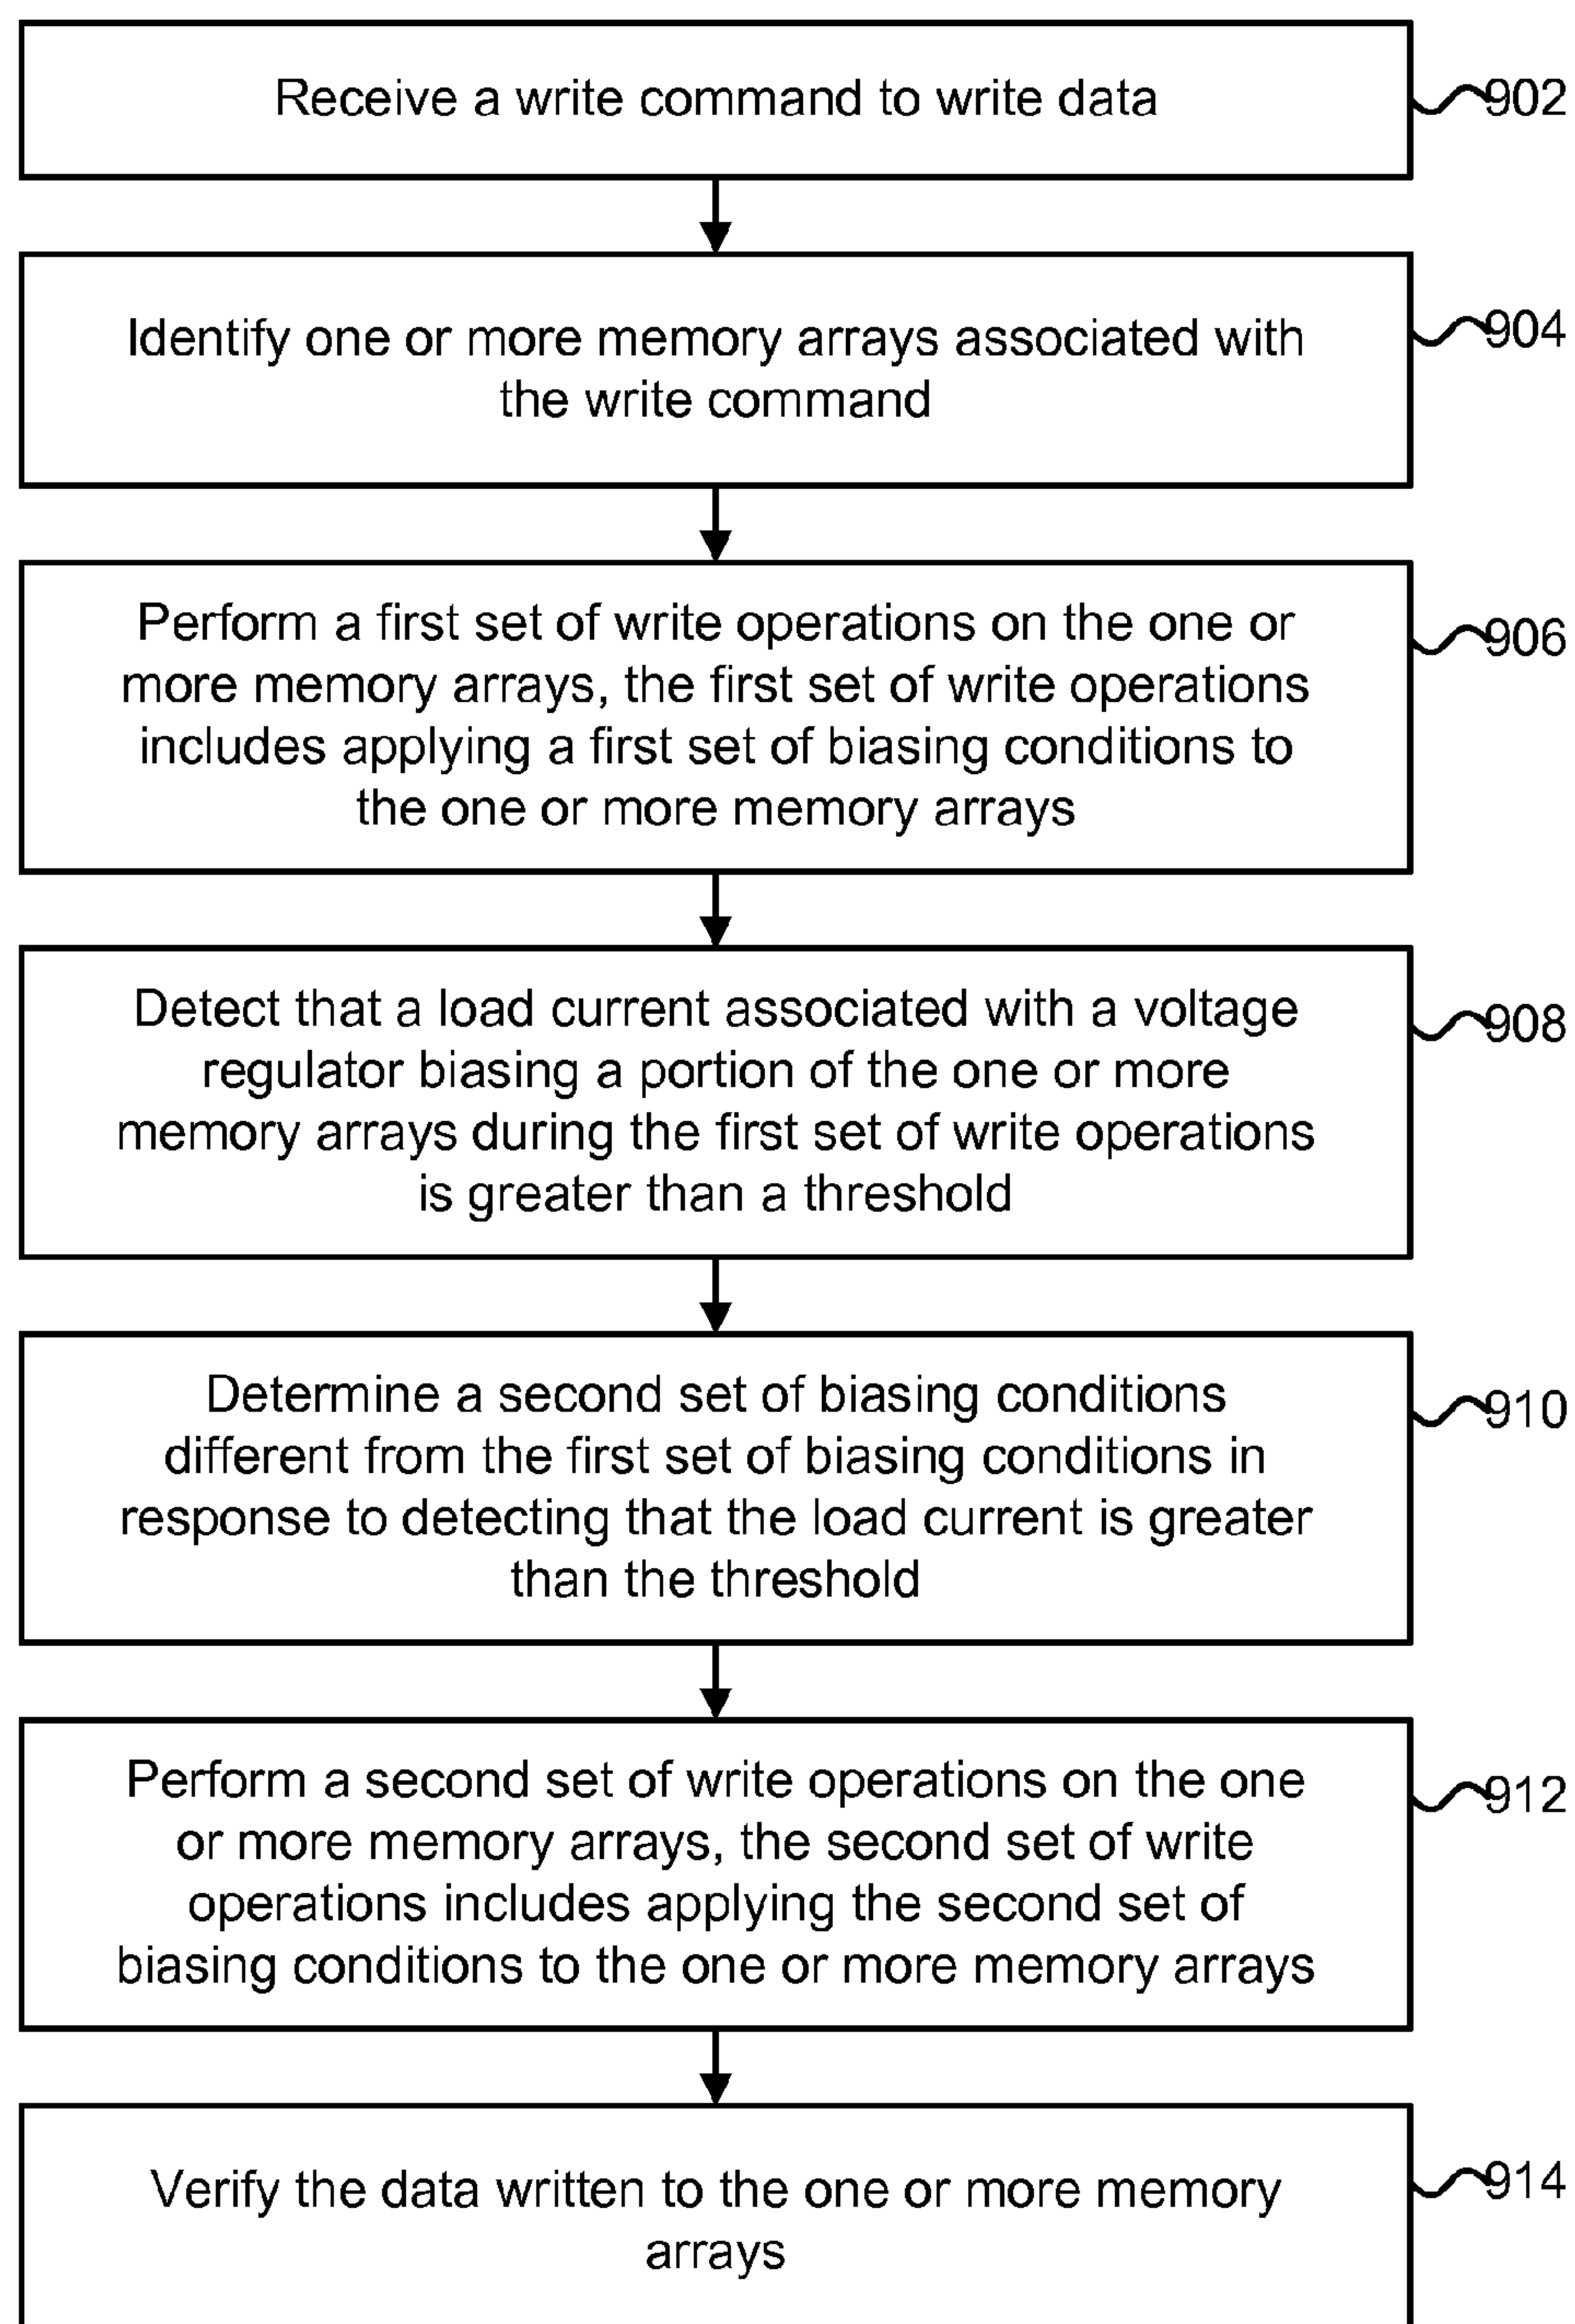 Receive a write command to write data
902
Identify one or more memory arrays associated with
the write command
904
Perform a first set of write operations on the one or
more memory arrays, the first set of write operations
includes applying a first set of biasing conditions to
the one or more memory arrays
906
Detect that a load current associated with a voltage
regulator biasing a portion of the one or more
memory arrays during the first set of write operations
is greater than a threshold
908
Determine a second set of biasing conditions
different from the first set of biasing conditions in
response to detecting that the load current is greater
than the threshold
910
Perform a second set of write operations on the one
or more memory arrays, the second set of write
operations includes applying the second set of
biasing conditions to the one or more memory arrays
912
Verify the data written to the one or more memory
arrays
914